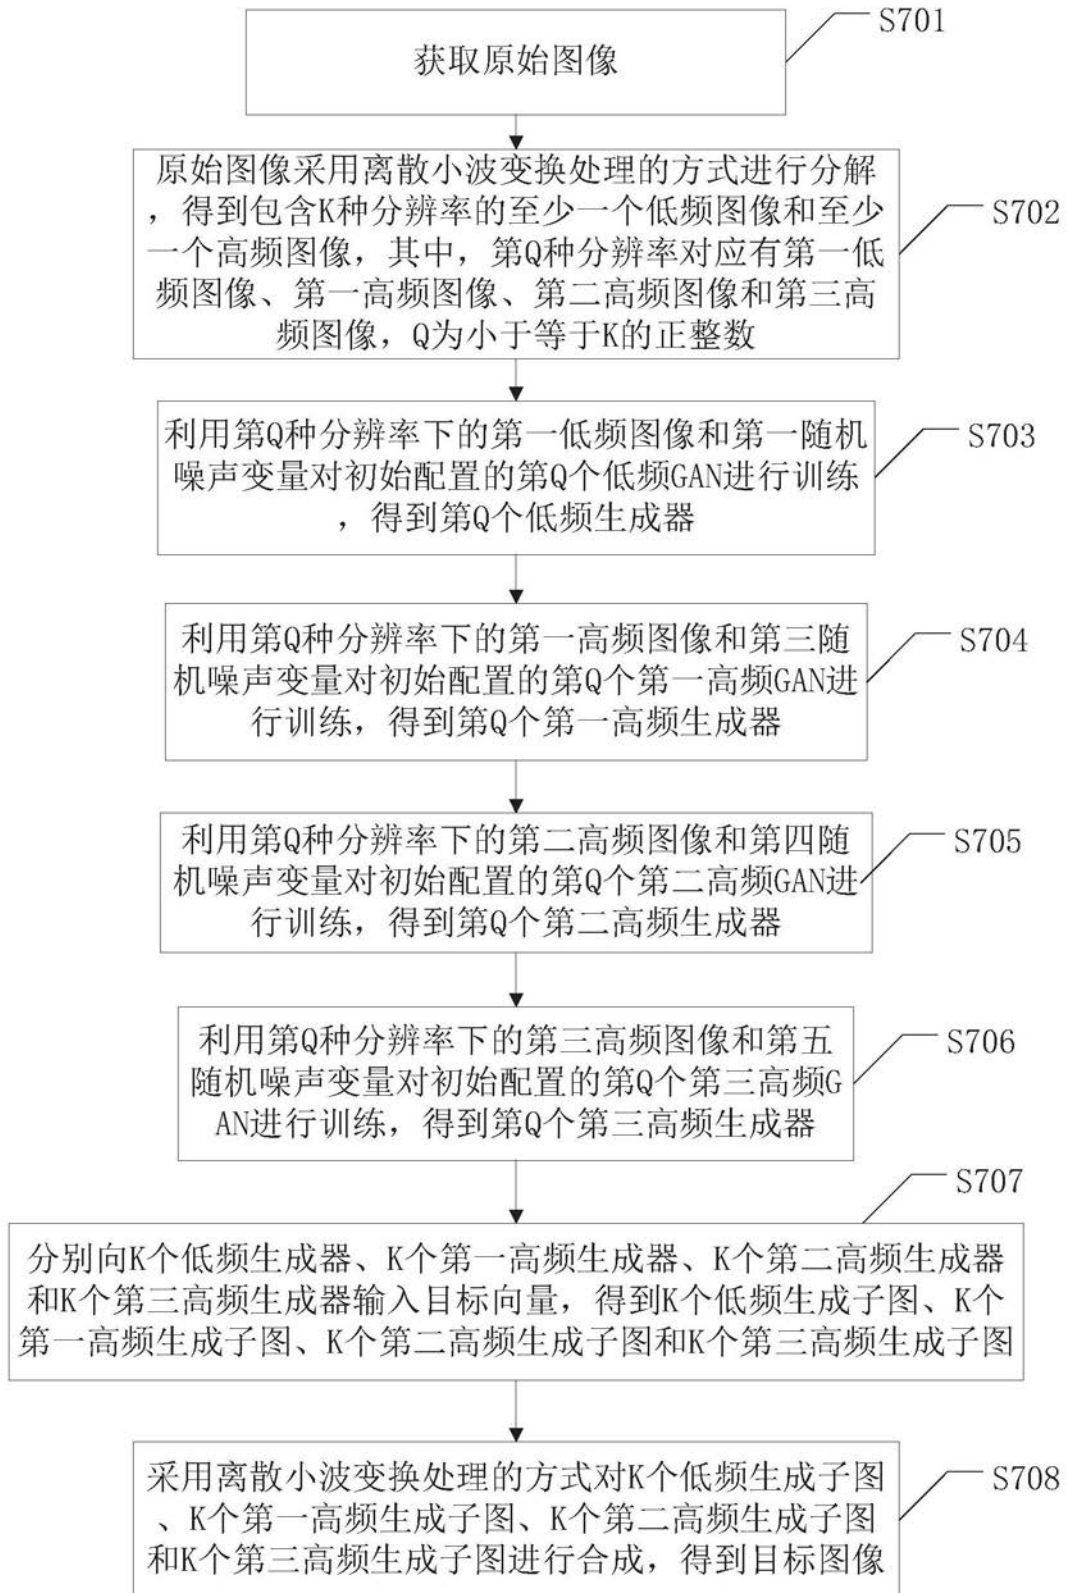 S701
获取原始图像
原始图像采用离散小波变换处理的方式进行分解
，得到包含K种分辨率的至少一个低频图像和至少
一个高频图像，其中，第Q种分辨率对应有第一低
频图像、第一高频图像、第二高频图像和第三高
频图像，Q为小于等于K的正整数
S702
利用第Q种分辨率下的第一低频图像和第一随机
噪声变量对初始配置的第Q个低频GAN进行训练
，得到第Q个低频生成器
S703
利用第Q种分辨率下的第一高频图像和第三随
机噪声变量对初始配置的第Q个第一高频GAN进
行训练，得到第Q个第一高频生成器
S704
利用第Q种分辨率下的第二高频图像和第四随
机噪声变量对初始配置的第Q个第二高频GAN进
行训练，得到第Q个第二高频生成器
S705
利用第Q种分辨率下的第三高频图像和第五
随机噪声变量对初始配置的第Q个第三高频G
AN进行训练，得到第Q个第三高频生成器
S706
S707
分别向K个低频生成器、K个第一高频生成器、K个第二高频生成器
和K个第三高频生成器输入目标向量，得到K个低频生成子图、K个
第一高频生成子图、K个第二高频生成子图和K个第三高频生成子图
采用离散小波变换处理的方式对K个低频生成子图
、K个第一高频生成子图、K个第二高频生成子图
和K个第三高频生成子图进行合成，得到目标图像
S708